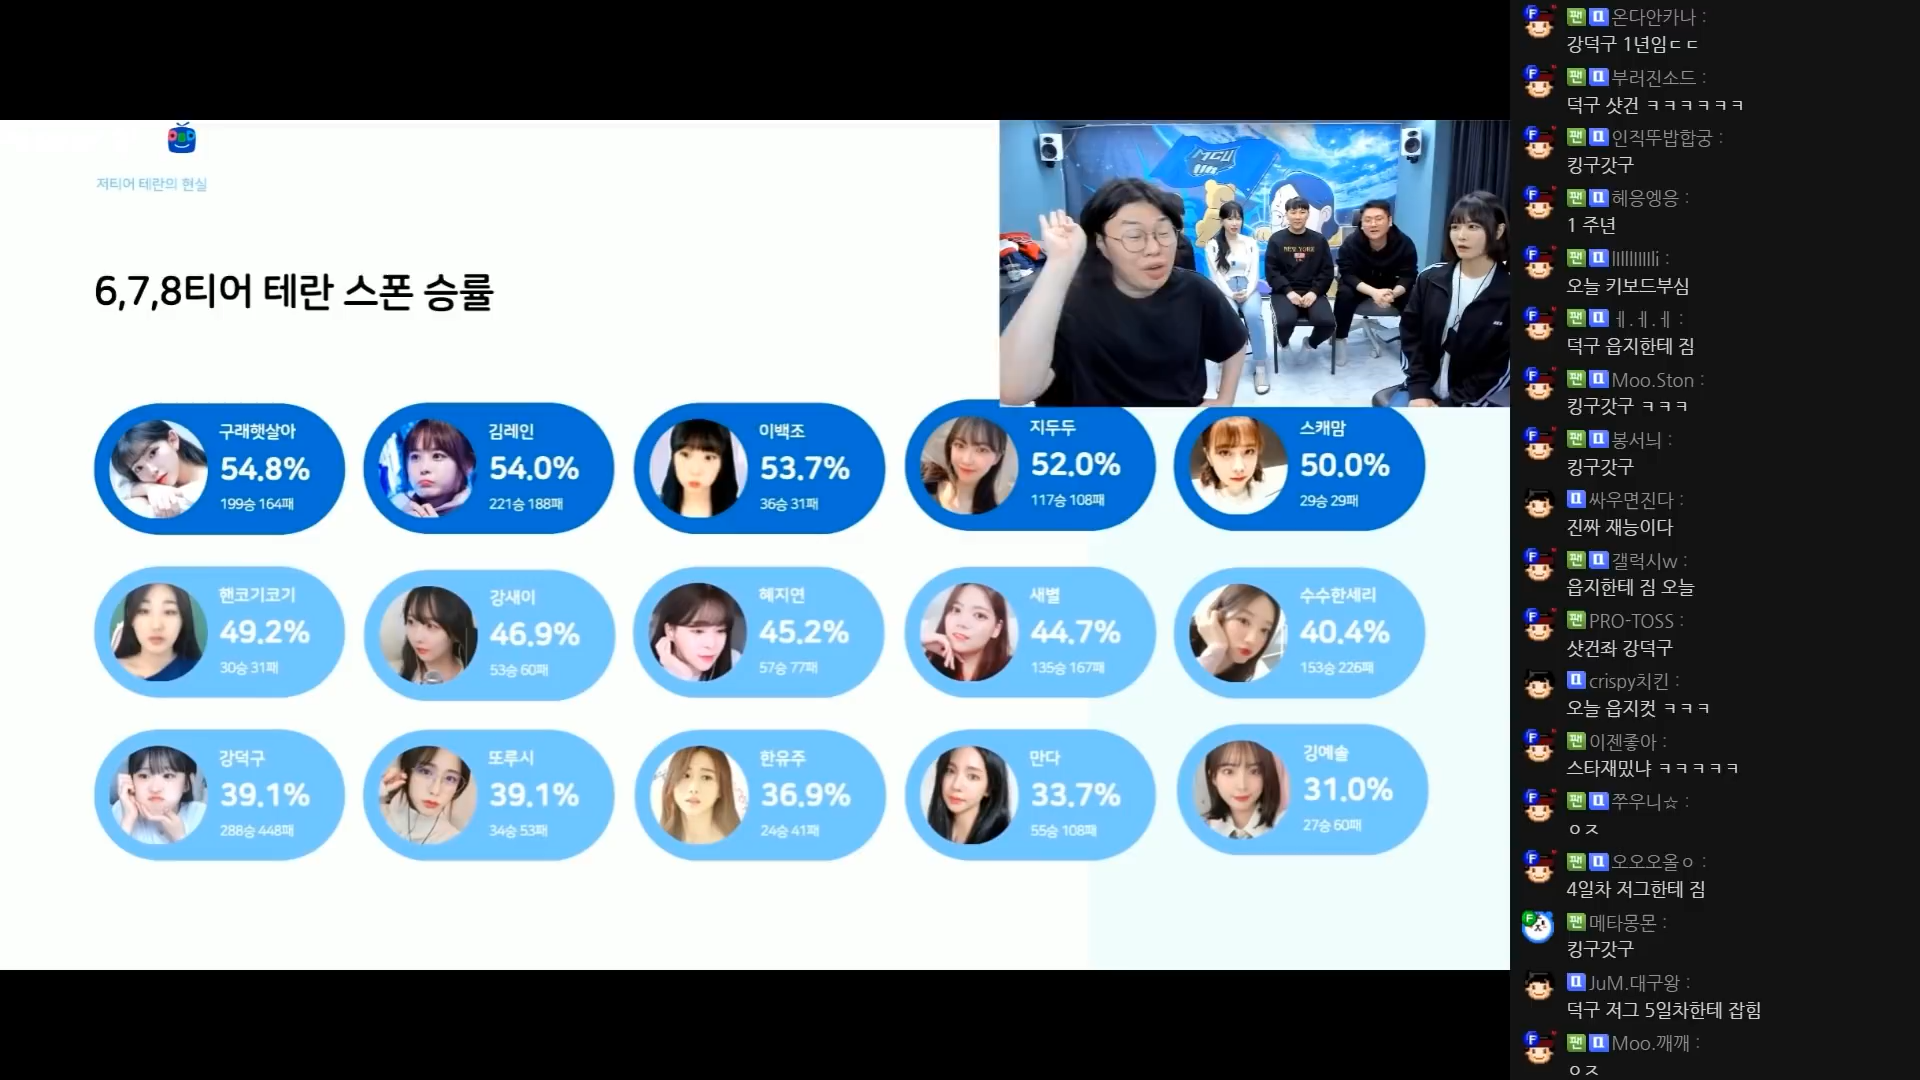 저티어 테란의 현실
6,7,8티어 테란 스폰 승률
구래햇살아
54.8%
199승 164패
김레인
54.0%
221승 188패
이백조
53.7%
36승 31패
지두두
52.0%
117승 108패
스캐맘
50.0%
29승 29패
핸코기코기
49.2%
30승 31패
강새이
46.9%
53승 60패
혜지연
45.2%
57승 77패
새별
44.7%
135승 167패
수수한세리
40.4%
153승 226패
강덕구
39.1%
288승 448패
또루시
39.1%
34승 53패
한유주
36.9%
24승 41패
만다
33.7%
55승 108패
김예솔
31.0%
27승 60패
MCU
NEW YORK
팬 온다안카나 :
강덕구 1년임ㄷㄷ
팬 부러진소드 :
덕구 샷건 ㅋㅋㅋㅋㅋㅋ
팬 인직뚜밥합궁 :
킹구갓구
팬 헤응엥응 :
1 주년
팬 :
오늘 키보드부심
팬 ㅔ.ㅔ.ㅔ :
덕구 읍지한테 짐
팬 Moo.Ston :
킹구갓구 ㅋㅋㅋ
팬 봉서늬 :
킹구갓구
싸우면진다 :
진짜 재능이다
팬 갤럭시w :
읍지한테 짐 오늘
팬 PRO-TOSS :
샷건좌 강덕구
crispy치킨 :
오늘 읍지컷 ㅋㅋㅋ
팬 이젠좋아 :
스타재밌냐 ㅋㅋㅋㅋㅋ
팬 쭈우니☆ :
ㅇㅈ
팬 오오오올ㅇ :
4일차 저그한테 짐
팬 메타몽몬 :
킹구갓구
JuM.대구왕 :
덕구 저그 5일차한테 잡힘
팬 Moo.깨깨 :
ㅇㅈ